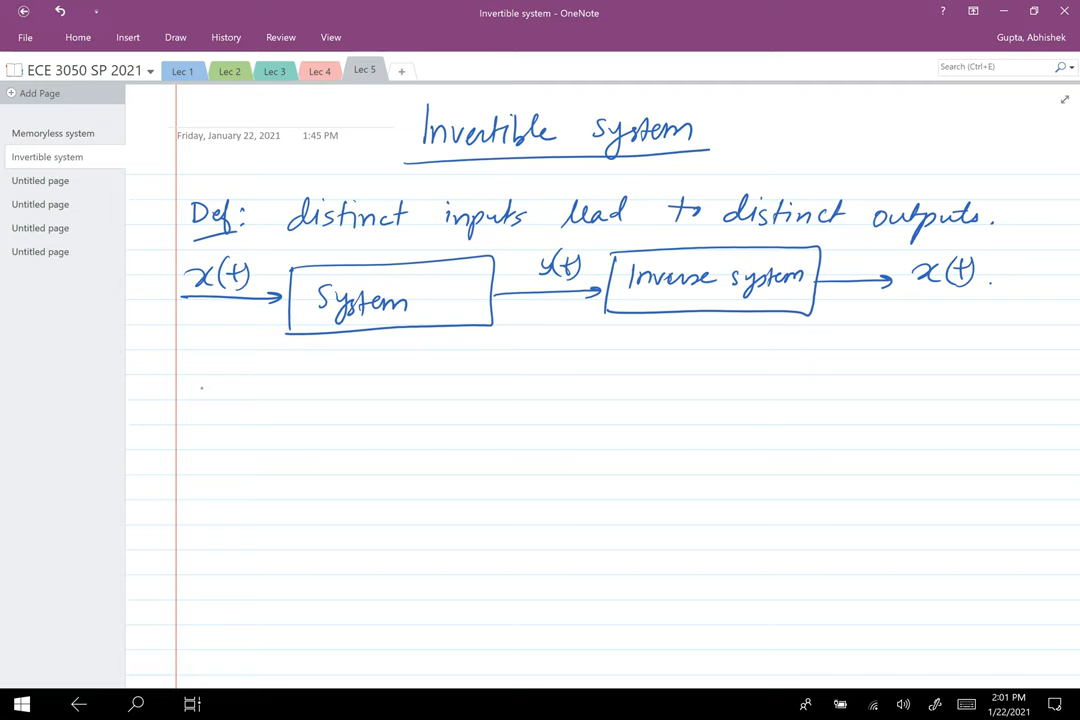 Invertible system - OneNote
?
File Home Insert Draw History Review View
Gupta, Abhishek
ECE 3050 SP 2021
Lec 1 Lec 2 Lec 3 Lec 4 Lec 5 +
Search (Ctrl+E)
Add Page
Memoryless system
Invertible system
Untitled page
Untitled page
Untitled page
Untitled page
Friday, January 22, 2021 1:45 PM
Invertible system
Def: distinct inputs lead to distinct outputs.
x(t) System y(t) Inverse system x(t).
2:01 PM
1/22/2021